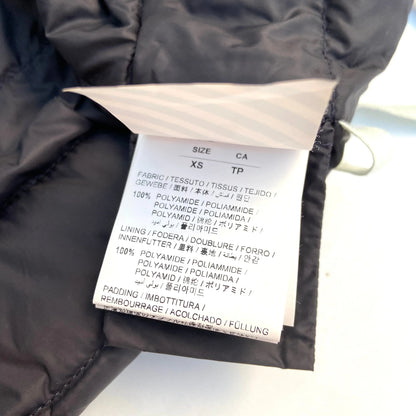 SIZE CA
XS TP
FABRIC / TESSUTO / TISSUS / TEJIDO /
GEWEBE / 面料 / 本体 / قماش / 원단
100% POLYAMIDE / POLIAMMIDE /
POLYAMIDE / POLIAMIDA /
POLYAMID / 锦纶 / ポリアミド /
بولي أميد / 폴리아미드
LINING / FODERA / DOUBLURE / FORRO /
INNENFUTTER / 里料 / 裏地 / بطانة / 안감
100% POLYAMIDE / POLIAMMIDE /
POLYAMIDE / POLIAMIDA /
POLYAMID / 锦纶 / ポリアミド /
بولي أميد / 폴리아미드
PADDING / IMBOTTITURA /
REMBOURRAGE / ACOLCHADO / FÜLLUNG